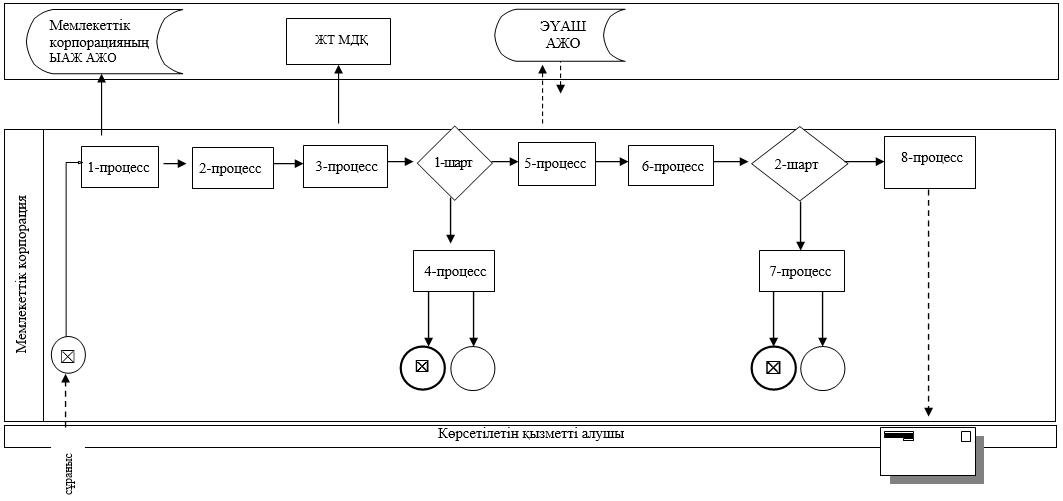 Мемлекеттік
корпорацияның
ЫАЖ АЖО
ЖТ МДҚ
ЭҮАШ
АЖО
Мемлекеттік корпорация
1-процесс
2-процесс
3-процесс
1-шарт
5-процесс
6-процесс
2-шарт
8-процесс
4-процесс
7-процесс
Көрсетілетін қызметті алушы
сұраныс